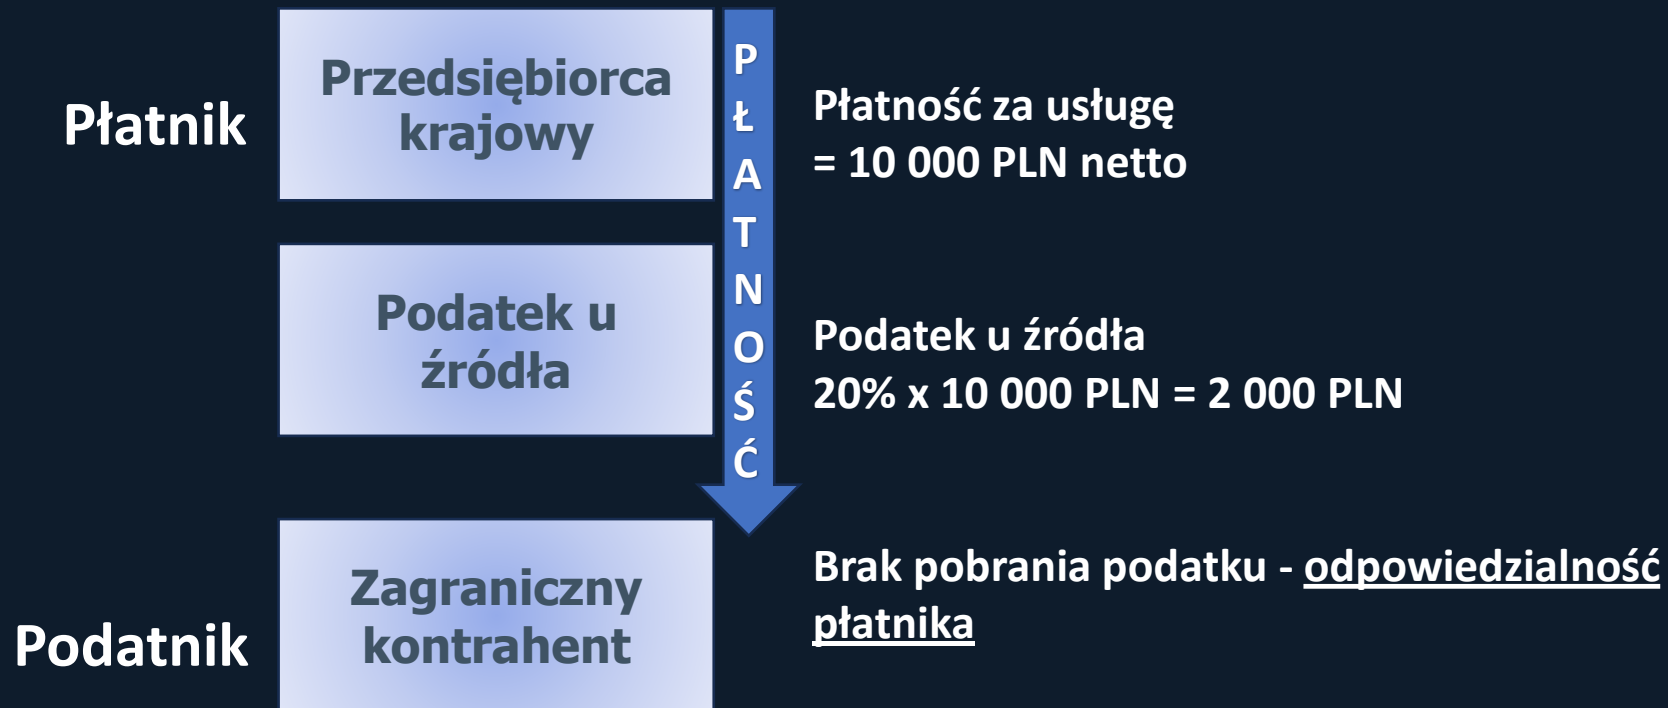 Płatnik
Przedsiębiorca
krajowy
PŁATNOŚĆ
Płatność za usługę
= 10 000 PLN netto
Podatek u
źródła
Podatek u źródła
20% x 10 000 PLN = 2 000 PLN
Podatnik
Zagraniczny
kontrahent
Brak pobrania podatku - odpowiedzialność
płatnika